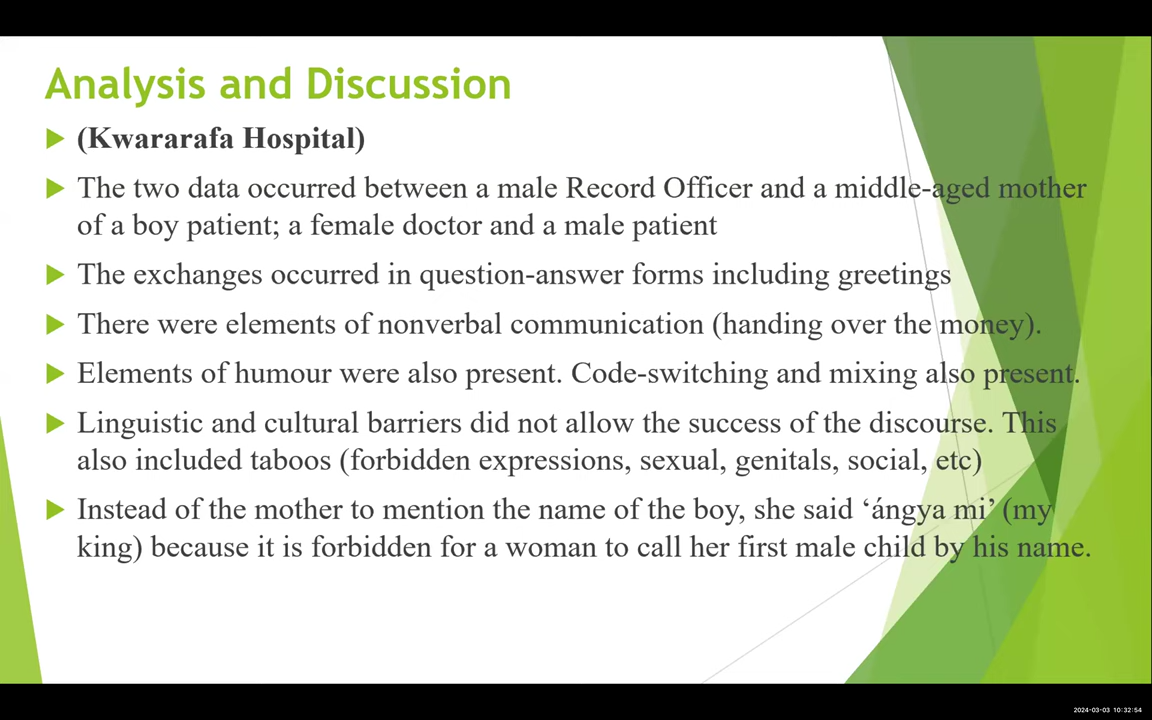 Analysis and Discussion
(Kwararafa Hospital)
The two data occurred between a male Record Officer and a middle-aged mother
of a boy patient; a female doctor and a male patient
The exchanges occurred in question-answer forms including greetings
There were elements of nonverbal communication (handing over the money).
Elements of humour were also present. Code-switching and mixing also present.
Linguistic and cultural barriers did not allow the success of the discourse. This
also included taboos (forbidden expressions, sexual, genitals, social, etc)
Instead of the mother to mention the name of the boy, she said ‘ángya mi’ (my
king) because it is forbidden for a woman to call her first male child by his name.
2024-03-03 10:32:54